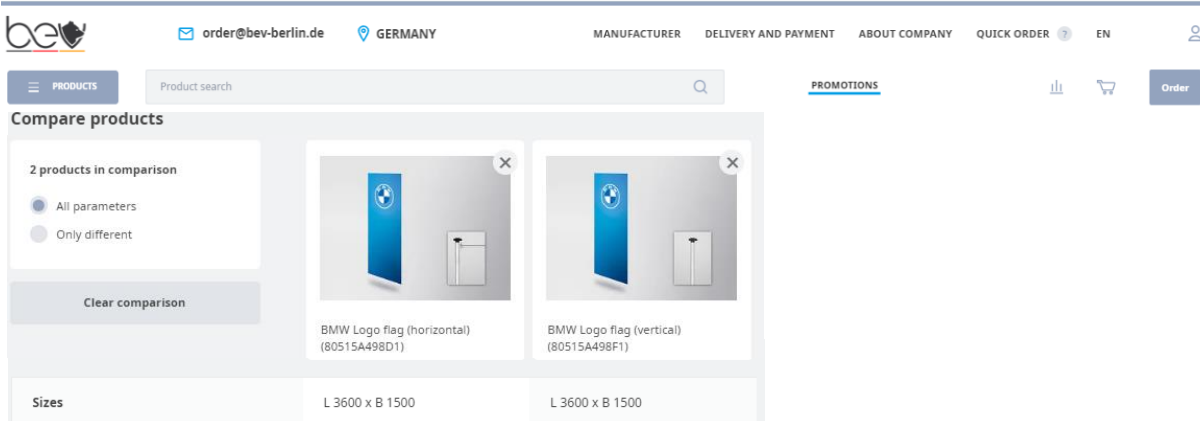 bew
order@bev-berlin.de
GERMANY
MANUFACTURER
DELIVERY AND PAYMENT
ABOUT COMPANY
QUICK ORDER ?
EN
PRODUCTS
Product search
PROMOTIONS
Order
Compare products
2 products in comparison
All parameters
Only different
Clear comparison
BMW Logo flag (horizontal)
(80515A498D1)
BMW Logo flag (vertical)
(80515A498F1)
Sizes
L 3600 x B 1500
L 3600 x B 1500